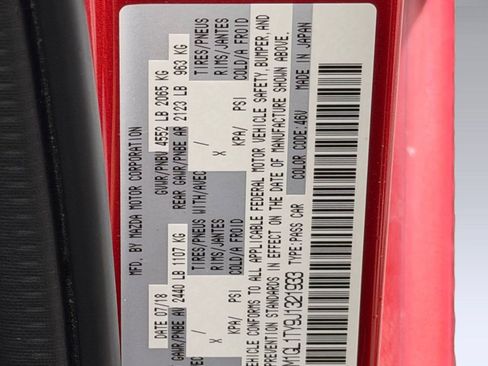 MFD. BY MAZDA MOTOR CORPORATION
DATE 07/18
GVWR/PNBV 4552 LB 2065 KG
GAWR/PNBE AV 2440 LB 1107 KG
REAR GAWR/PNBE AR 2123 LB 963 KG
TIRES/PNEUS WITH/AVEC
TIRES/PNEUS
RIMS/JANTES
X / X /
RIMS/JANTES
KPA/ PSI
COLD/A FROID
KPA/ PSI
COLD/A FROID
VEHICLE CONFORMS TO ALL APPLICABLE FEDERAL MOTOR VEHICLE SAFETY, BUMPER, AND
PREVENTION STANDARDS IN EFFECT ON THE DATE OF MANUFACTURE SHOWN ABOVE.
M1GL1TY9J1321933
TYPE: PASS CAR
COLOR CODE: 46G
MADE IN JAPAN